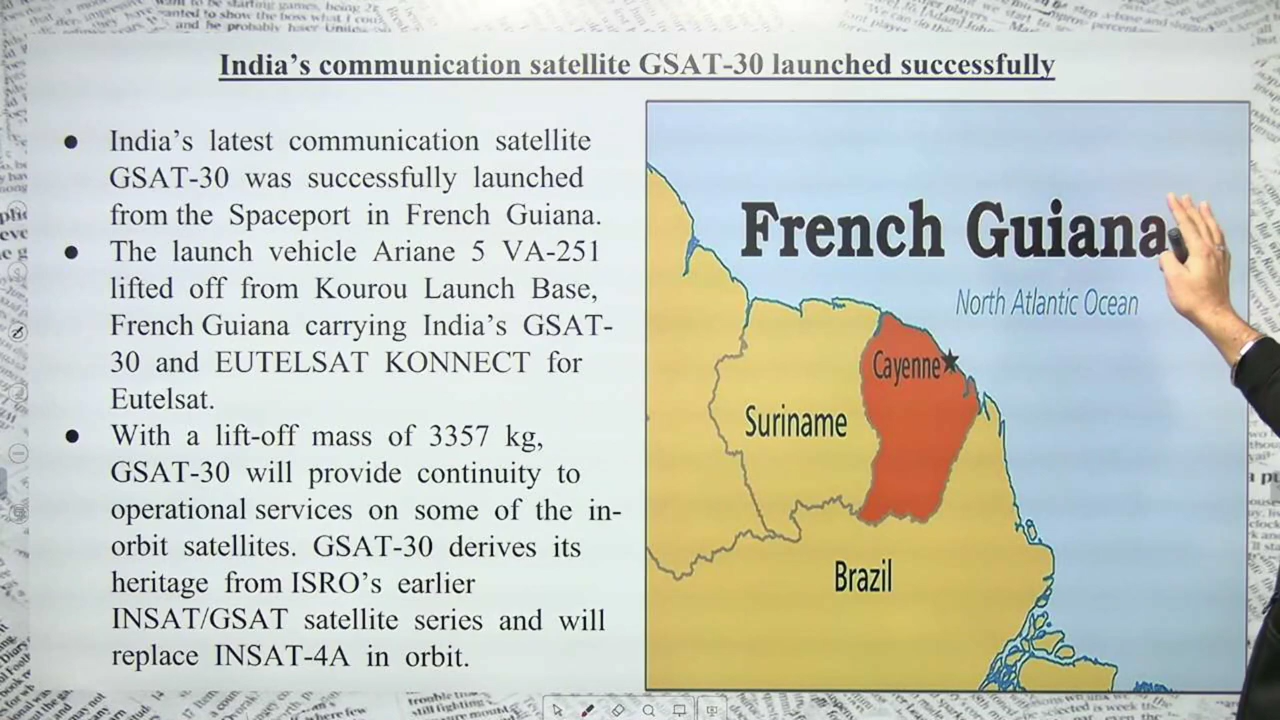 India's communication satellite GSAT-30 launched successfully
● India's latest communication satellite
GSAT-30 was successfully launched
from the Spaceport in French Guiana.
● The launch vehicle Ariane 5 VA-251
lifted off from Kourou Launch Base,
French Guiana carrying India's GSAT-
30 and EUTELSAT KONNECT for
Eutelsat.
● With a lift-off mass of 3357 kg,
GSAT-30 will provide continuity to
operational services on some of the in-
orbit satellites. GSAT-30 derives its
heritage from ISRO's earlier
INSAT/GSAT satellite series and will
replace INSAT-4A in orbit.
French Guiana
North Atlantic Ocean
Cayenne
Suriname
Brazil